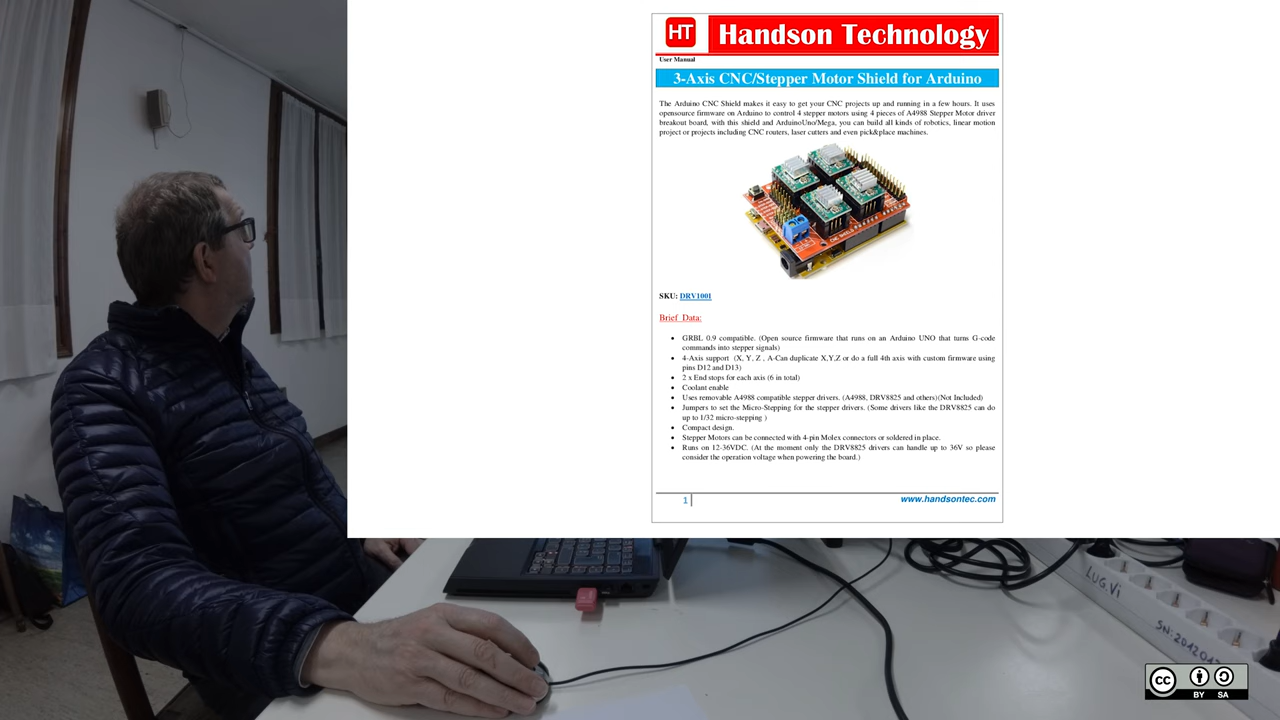 HT
Handson Technology
User Manual
3-Axis CNC/Stepper Motor Shield for Arduino
The Arduino CNC Shield makes it easy to get your CNC projects up and running in a few hours. It uses
opensource firmware on Arduino to control 4 stepper motors using 4 pieces of A4988 Stepper Motor driver
breakout board, with this shield and ArduinoUno/Mega, you can build all kinds of robotics, linear motion
project or projects including CNC routers, laser cutters and even pick&place machines.
CNC SHIELD
SKU: DRV1001
Brief Data:
• GRBL 0.9 compatible. (Open source firmware that runs on an Arduino UNO that turns G-code
commands into stepper signals)
• 4-Axis support (X, Y, Z , A-Can duplicate X,Y,Z or do a full 4th axis with custom firmware using
pins D12 and D13)
• 2 x End stops for each axis (6 in total)
• Coolant enable
• Uses removable A4988 compatible stepper drivers. (A4988, DRV8825 and others)(Not Included)
• Jumpers to set the Micro-Stepping for the stepper drivers. (Some drivers like the DRV8825 can do
up to 1/32 micro-stepping )
• Compact design.
• Stepper Motors can be connected with 4-pin Molex connectors or soldered in place.
• Runs on 12-36VDC. (At the moment only the DRV8825 drivers can handle up to 36V so please
consider the operation voltage when powering the board.)
1
www.handsontec.com
LUG.Vi
cc
BY SA